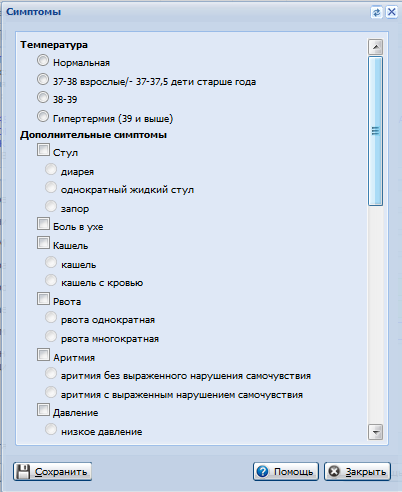 Симптомы
Температура
Нормальная
37-38 взрослые/- 37-37,5 дети старше года
38-39
Гипертермия (39 и выше)
Дополнительные симптомы
Стул
диарея
однократный жидкий стул
запор
Боль в ухе
Кашель
кашель
кашель с кровью
Рвота
рвота однократная
рвота многократная
Аритмия
аритмия без выраженного нарушения самочувствия
аритмия с выраженным нарушением самочувствия
Давление
низкое давление
Сохранить
Помощь
Закрыть